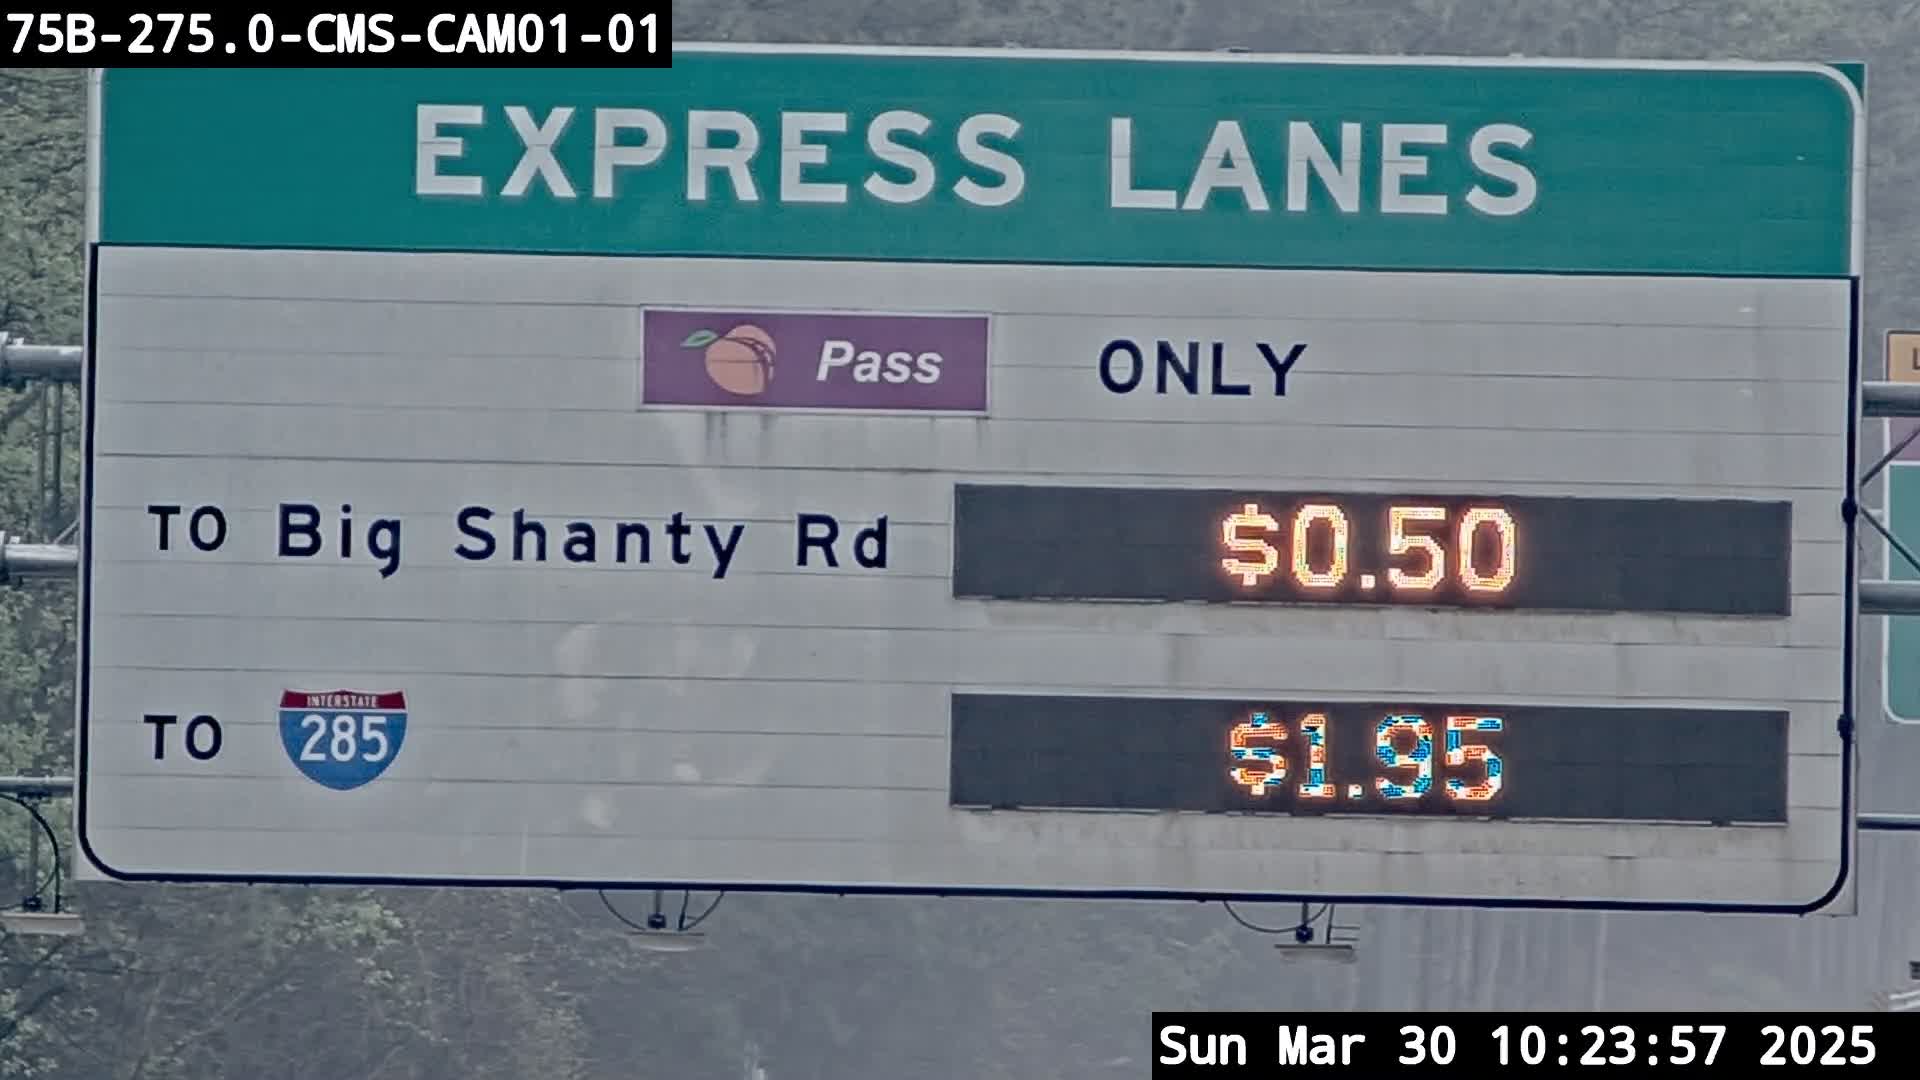 75B-275.0-CMS-CAM01-01
EXPRESS LANES
Pass ONLY
TO Big Shanty Rd $0.50
TO INTERSTATE 285 $1.95
Sun Mar 30 10:23:57 2025